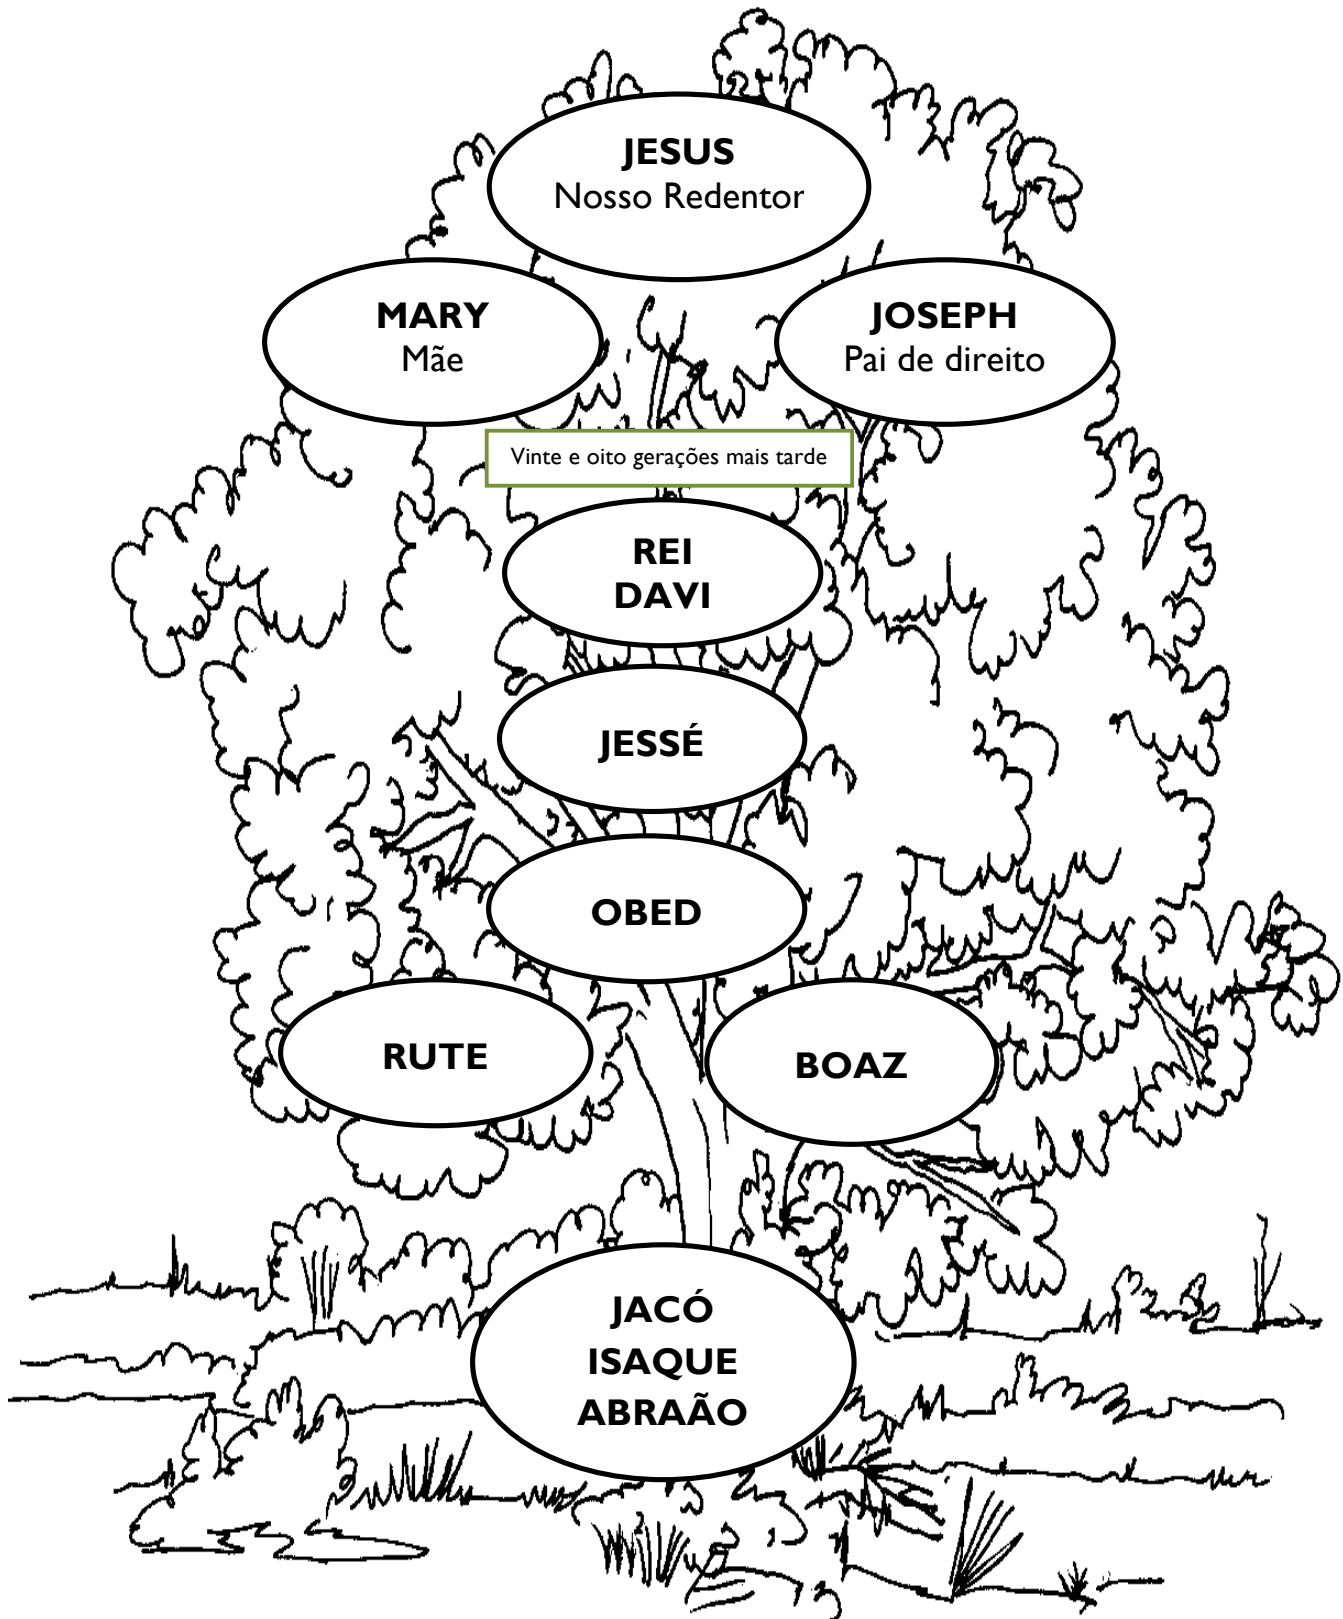 JESUS
Nosso Redentor
MARY
Mãe
JOSEPH
Pai de direito
Vinte e oito gerações mais tarde
REI
DAVI
JESSÉ
OBED
RUTE
BOAZ
JACÓ
ISAQUE
ABRAÃO